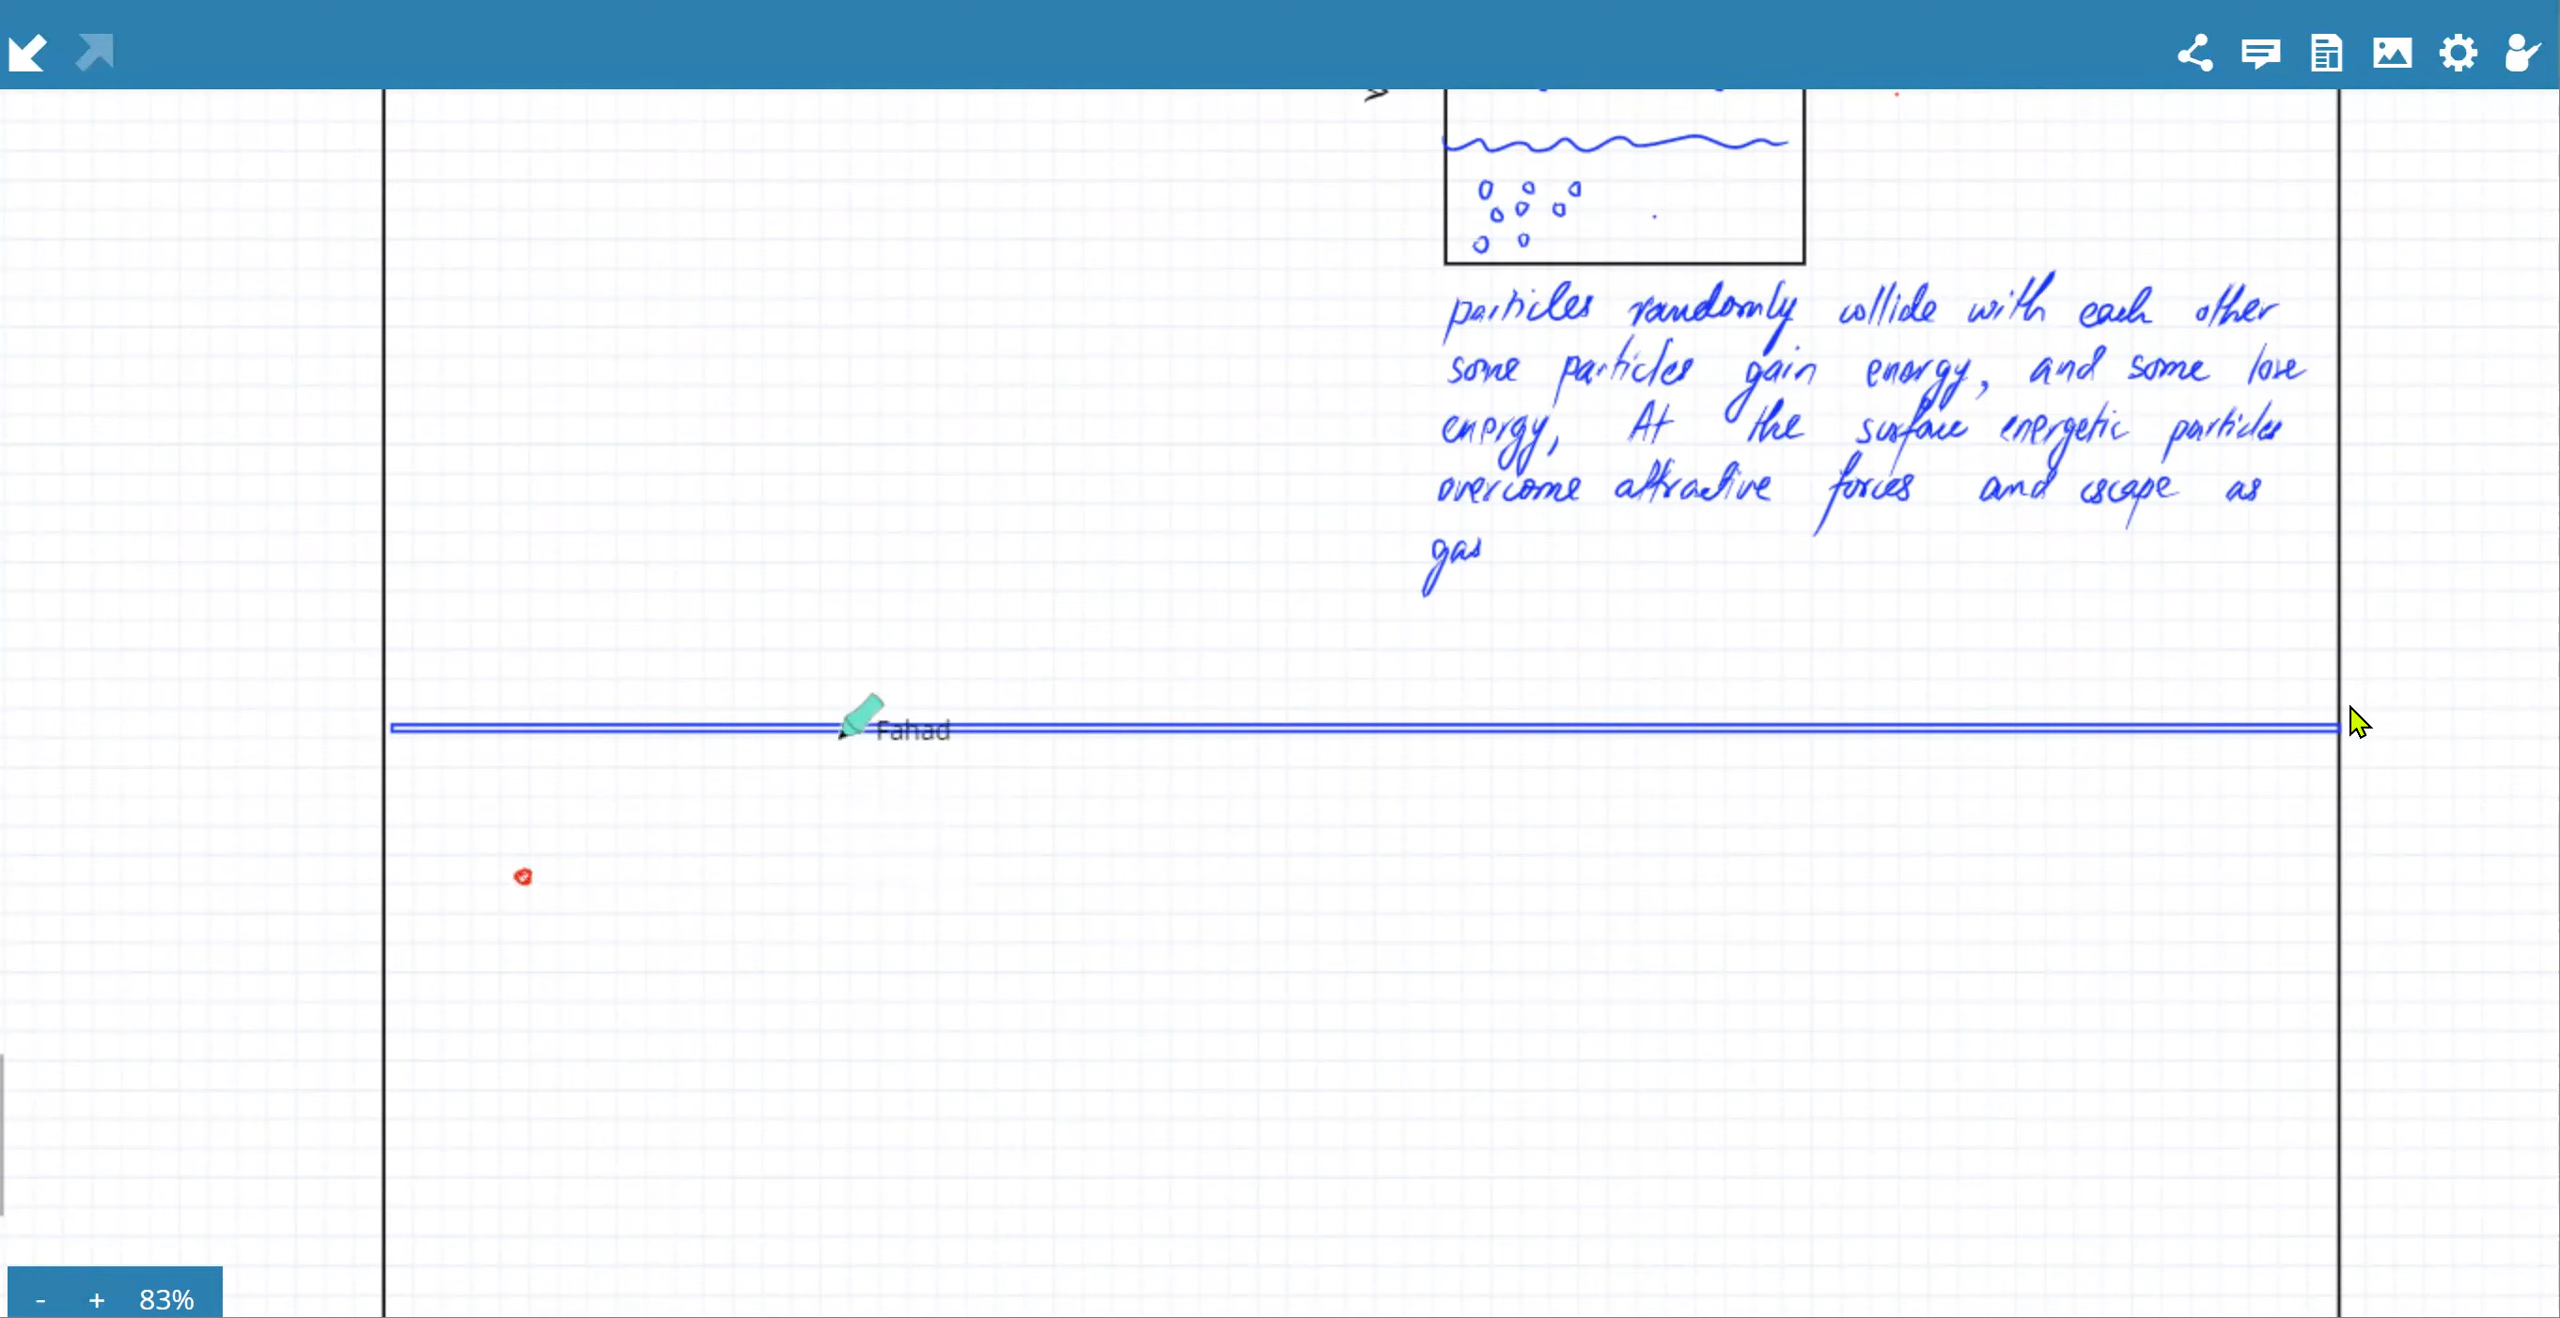 particles randomly collide with each other
some particles gain energy, and some lose
energy, At the surface energetic particles
overcome attractive forces and escape as
gas
Fahad
- + 83%